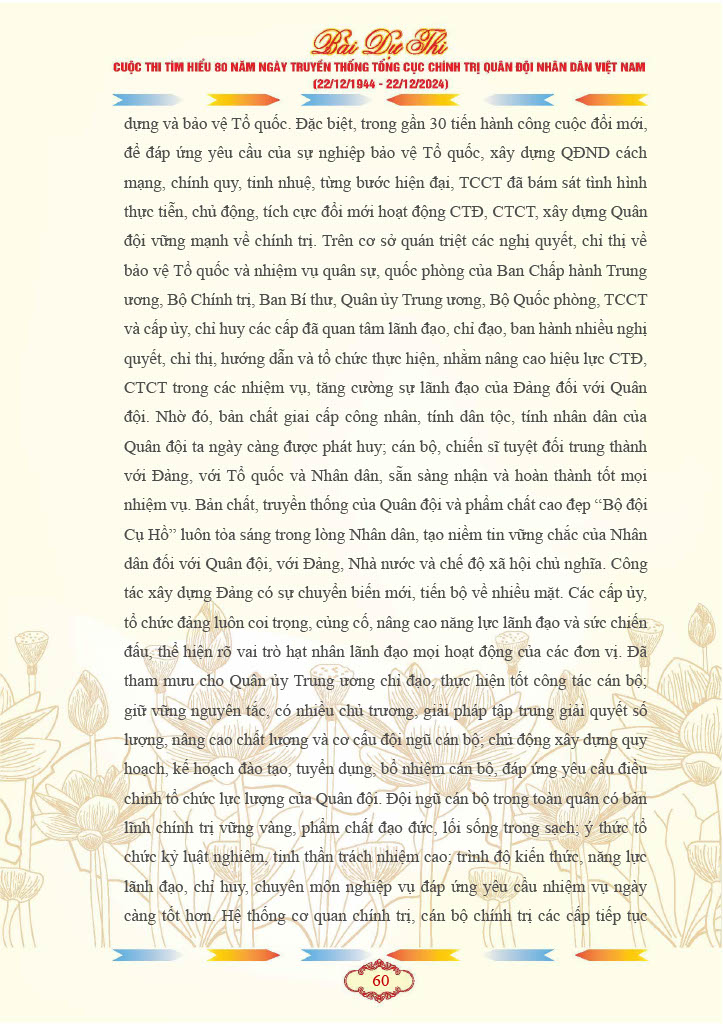 Bài Dự Thi
CUỘC THI TÌM HIỂU 80 NĂM NGÀY TRUYỀN THỐNG TỔNG CỤC CHÍNH TRỊ QUÂN ĐỘI NHÂN DÂN VIỆT NAM
(22/12/1944 - 22/12/2024)
dựng và bảo vệ Tổ quốc. Đặc biệt, trong gần 30 tiến hành công cuộc đổi mới,
để đáp ứng yêu cầu của sự nghiệp bảo vệ Tổ quốc, xây dựng QĐND cách
mạng, chính quy, tinh nhuệ, từng bước hiện đại, TCCT đã bám sát tình hình
thực tiễn, chủ động, tích cực đổi mới hoạt động CTĐ, CTCT, xây dựng Quân
đội vững mạnh về chính trị. Trên cơ sở quán triệt các nghị quyết, chỉ thị về
bảo vệ Tổ quốc và nhiệm vụ quân sự, quốc phòng của Ban Chấp hành Trung
ương, Bộ Chính trị, Ban Bí thư, Quân ủy Trung ương, Bộ Quốc phòng, TCCT
và cấp ủy, chỉ huy các cấp đã quan tâm lãnh đạo, chỉ đạo, ban hành nhiều nghị
quyết, chỉ thị, hướng dẫn và tổ chức thực hiện, nhằm nâng cao hiệu lực CTĐ,
CTCT trong các nhiệm vụ, tăng cường sự lãnh đạo của Đảng đối với Quân
đội. Nhờ đó, bản chất giai cấp công nhân, tính dân tộc, tính nhân dân của
Quân đội ta ngày càng được phát huy; cán bộ, chiến sĩ tuyệt đối trung thành
với Đảng, với Tổ quốc và Nhân dân, sẵn sàng nhận và hoàn thành tốt mọi
nhiệm vụ. Bản chất, truyền thống của Quân đội và phẩm chất cao đẹp “Bộ đội
Cụ Hồ” luôn tỏa sáng trong lòng Nhân dân, tạo niềm tin vững chắc của Nhân
dân đối với Quân đội, với Đảng, Nhà nước và chế độ xã hội chủ nghĩa. Công
tác xây dựng Đảng có sự chuyển biến mới, tiến bộ về nhiều mặt. Các cấp ủy,
tổ chức đảng luôn coi trọng, củng cố, nâng cao năng lực lãnh đạo và sức chiến
đấu, thể hiện rõ vai trò hạt nhân lãnh đạo mọi hoạt động của các đơn vị. Đã
tham mưu cho Quân ủy Trung ương chỉ đạo, thực hiện tốt công tác cán bộ;
giữ vững nguyên tắc, có nhiều chủ trương, giải pháp tập trung giải quyết số
lượng, nâng cao chất lượng và cơ cấu đội ngũ cán bộ; chủ động xây dựng quy
hoạch, kế hoạch đào tạo, tuyển dụng, bổ nhiệm cán bộ, đáp ứng yêu cầu điều
chỉnh tổ chức lực lượng của Quân đội. Đội ngũ cán bộ trong toàn quân có bản
lĩnh chính trị vững vàng, phẩm chất đạo đức, lối sống trong sạch; ý thức tổ
chức kỷ luật nghiêm, tinh thần trách nhiệm cao; trình độ kiến thức, năng lực
lãnh đạo, chỉ huy, chuyên môn nghiệp vụ đáp ứng yêu cầu nhiệm vụ ngày
càng tốt hơn. Hệ thống cơ quan chính trị, cán bộ chính trị các cấp tiếp tục
60